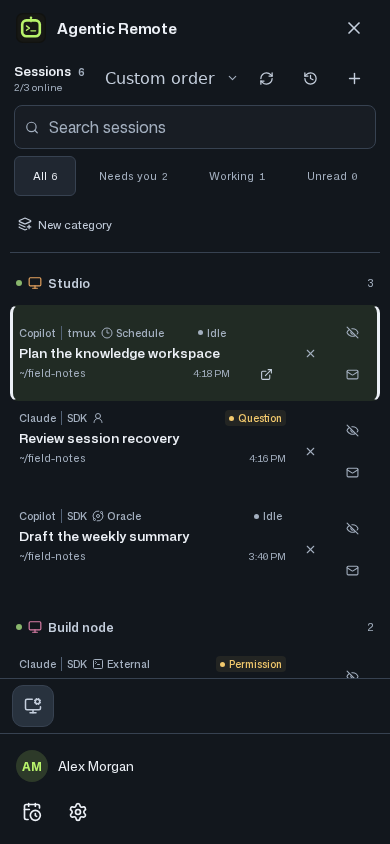 Agentic Remote
Sessions 6
2/3 online
Custom order
Search sessions
All 6
Needs you 2
Working 1
Unread 0
New category
Studio 3
Copilot | tmux Schedule Idle
Plan the knowledge workspace
~/field-notes 4:18 PM
Claude | SDK Question
Review session recovery
~/field-notes 4:16 PM
Copilot | SDK Oracle Idle
Draft the weekly summary
~/field-notes 3:40 PM
Build node 2
Claude | SDK External Permission
AM Alex Morgan